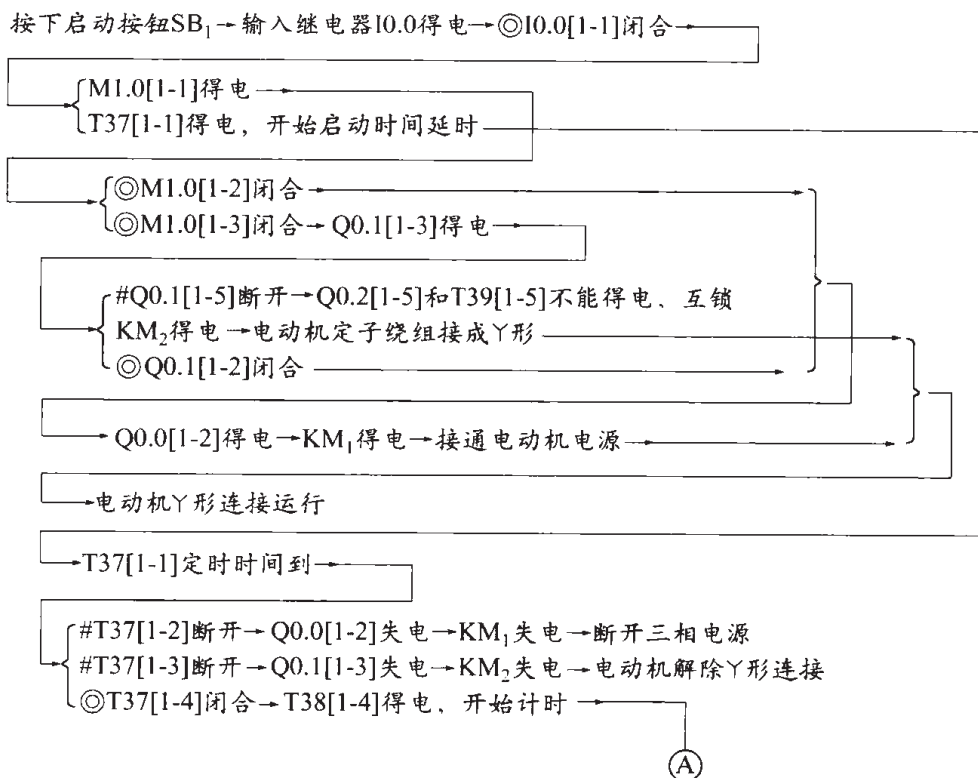 按下启动按钮SB₁→输入继电器I0.0得电→◎I0.0[1-1]闭合→
M1.0[1-1]得电→
T37[1-1]得电，开始启动时间延时
◎M1.0[1-2]闭合→
◎M1.0[1-3]闭合→Q0.1[1-3]得电→
#Q0.1[1-5]断开→Q0.2[1-5]和T39[1-5]不能得电、互锁
KM₂得电→电动机定子绕组接成丫形→
◎Q0.1[1-2]闭合→
Q0.0[1-2]得电→KM₁得电→接通电动机电源→
→电动机丫形连接运行
→T37[1-1]定时时间到→
#T37[1-2]断开→Q0.0[1-2]失电→KM₁失电→断开三相电源
#T37[1-3]断开→Q0.1[1-3]失电→KM₂失电→电动机解除丫形连接
◎T37[1-4]闭合→T38[1-4]得电，开始计时→
A